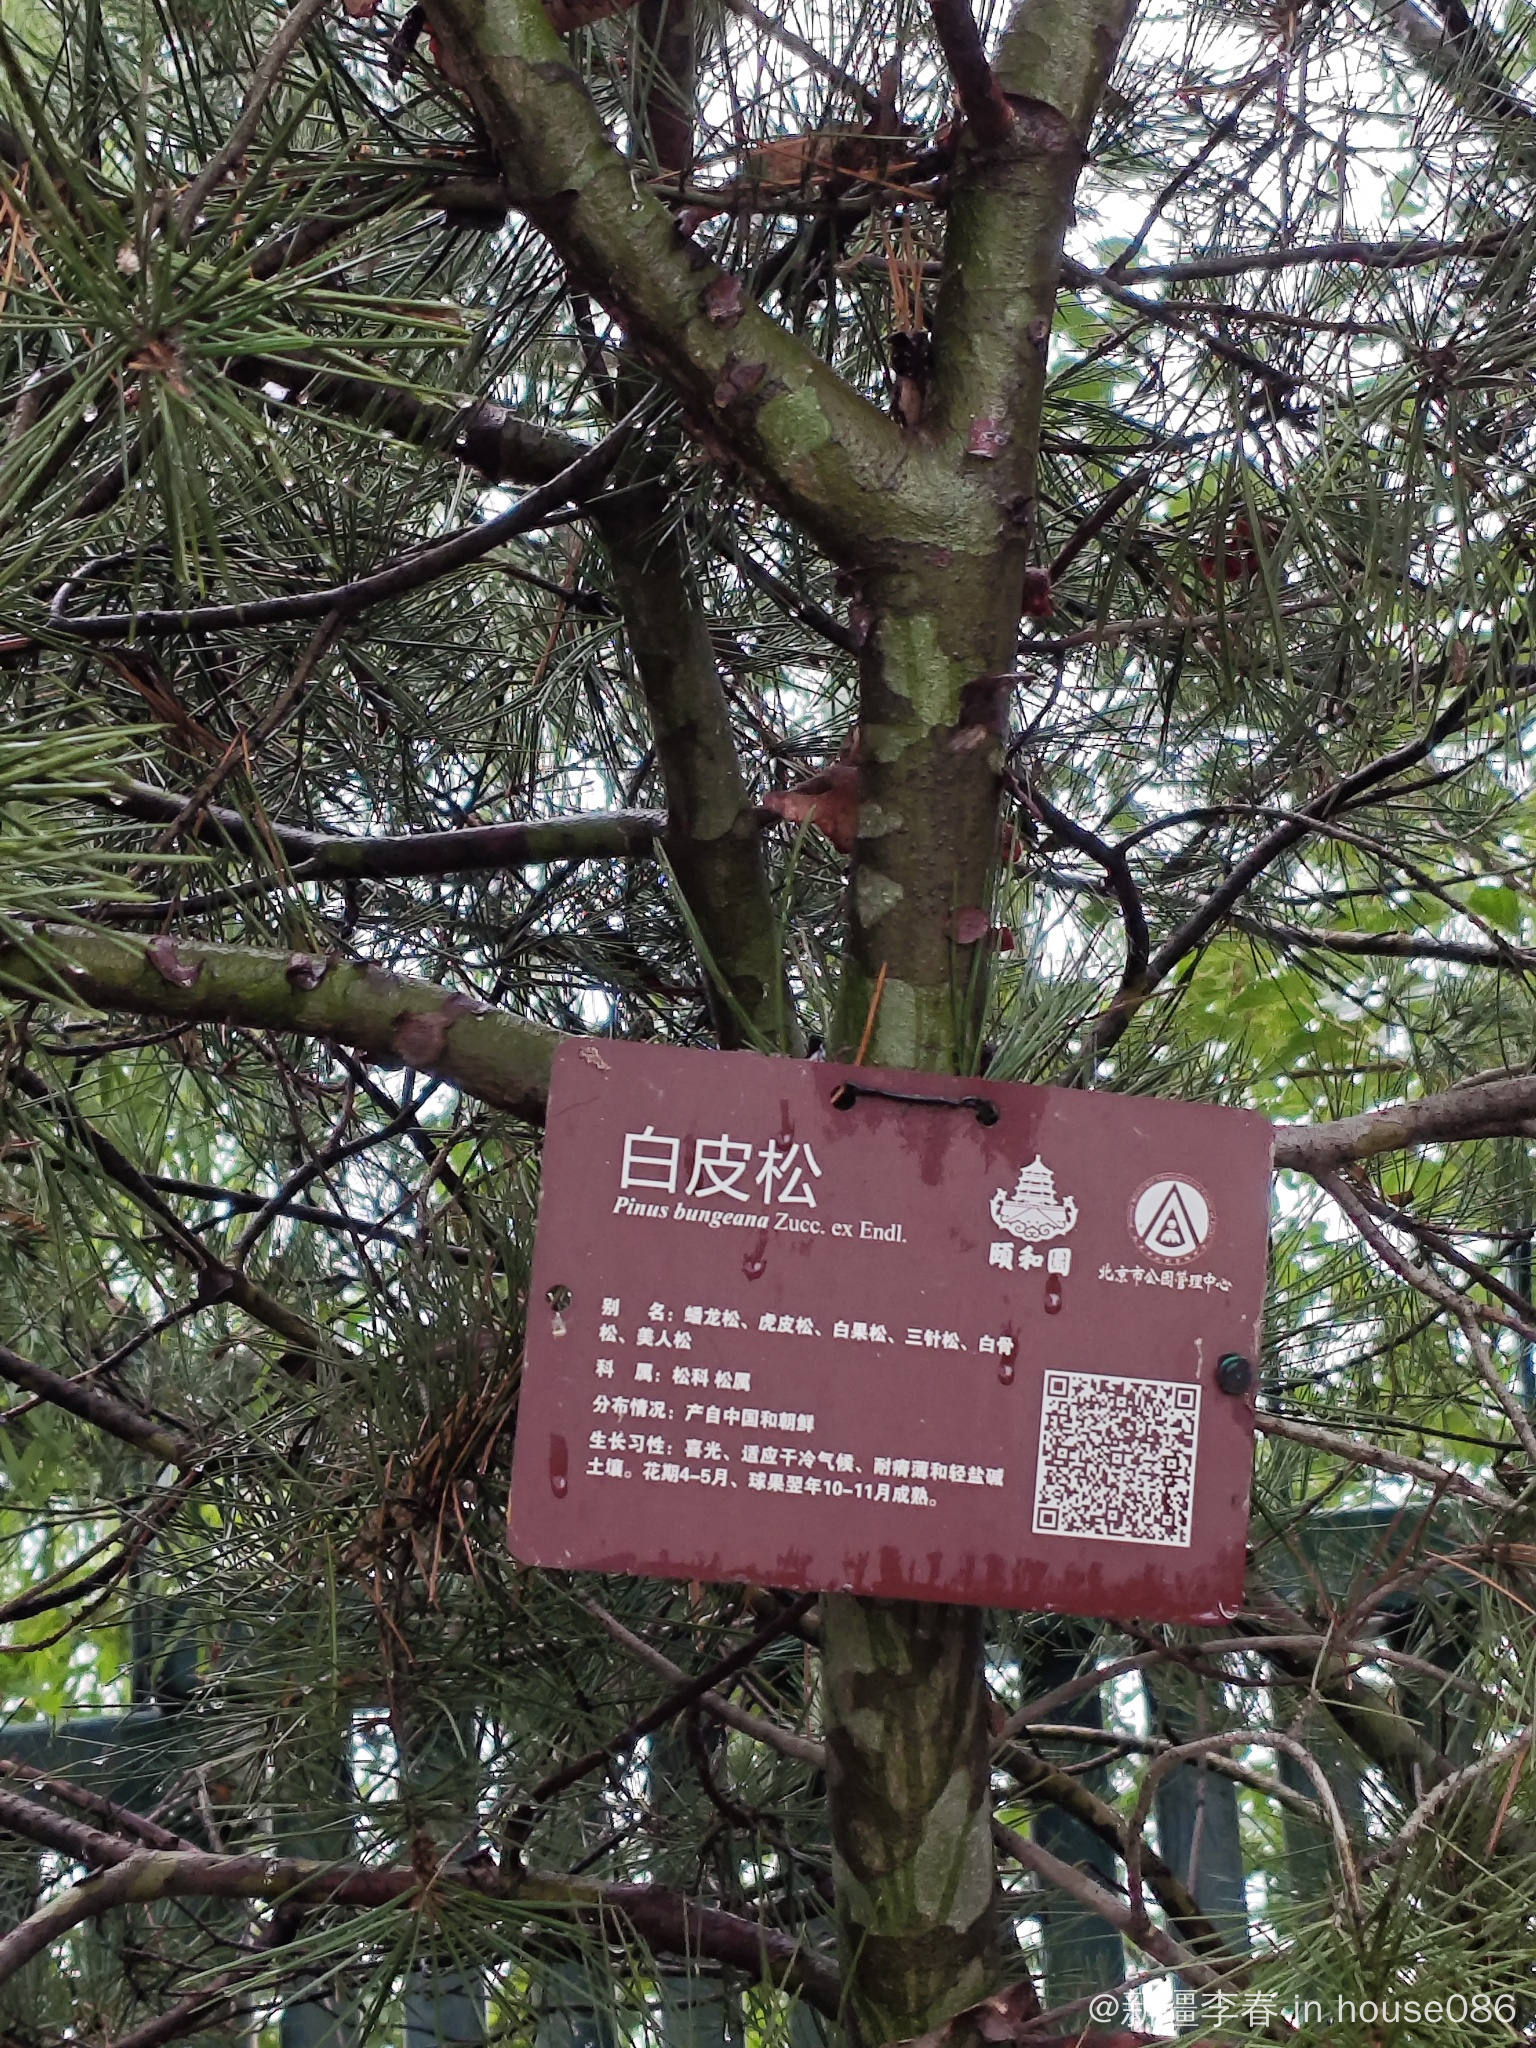 白皮松
Pinus bungeana Zucc. ex Endl.
颐和园
北京市公园管理中心
别 名：蟠龙松、虎皮松、白果松、三针松、白骨
松、美人松
科 属：松科 松属
分布情况：产自中国和朝鲜
生长习性：喜光、适应干冷气候、耐瘠薄和轻盐碱
土壤。花期4-5月、球果翌年10-11月成熟。
@新疆李春·in house086